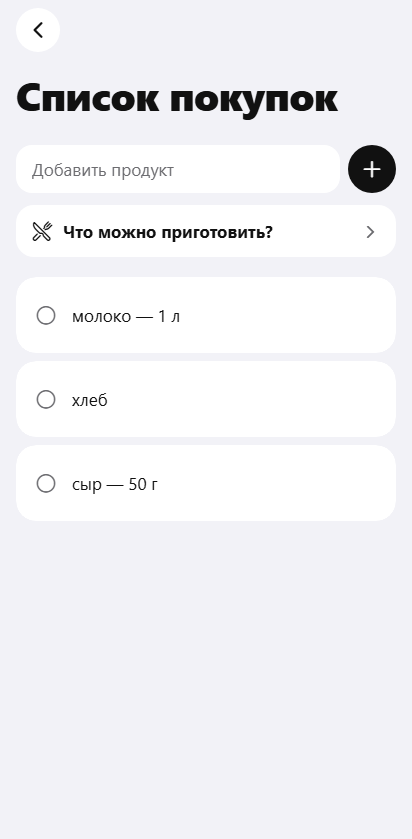 Список покупок
Добавить продукт
Что можно приготовить?
молоко — 1 л
хлеб
сыр — 50 г